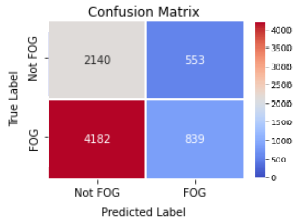 Confusion Matrix
4000
3500
3000
2500
2000
1500
1000
500
0
True Label
Not FOG
2140
553
FOG
4182
839
Not FOG
FOG
Predicted Label